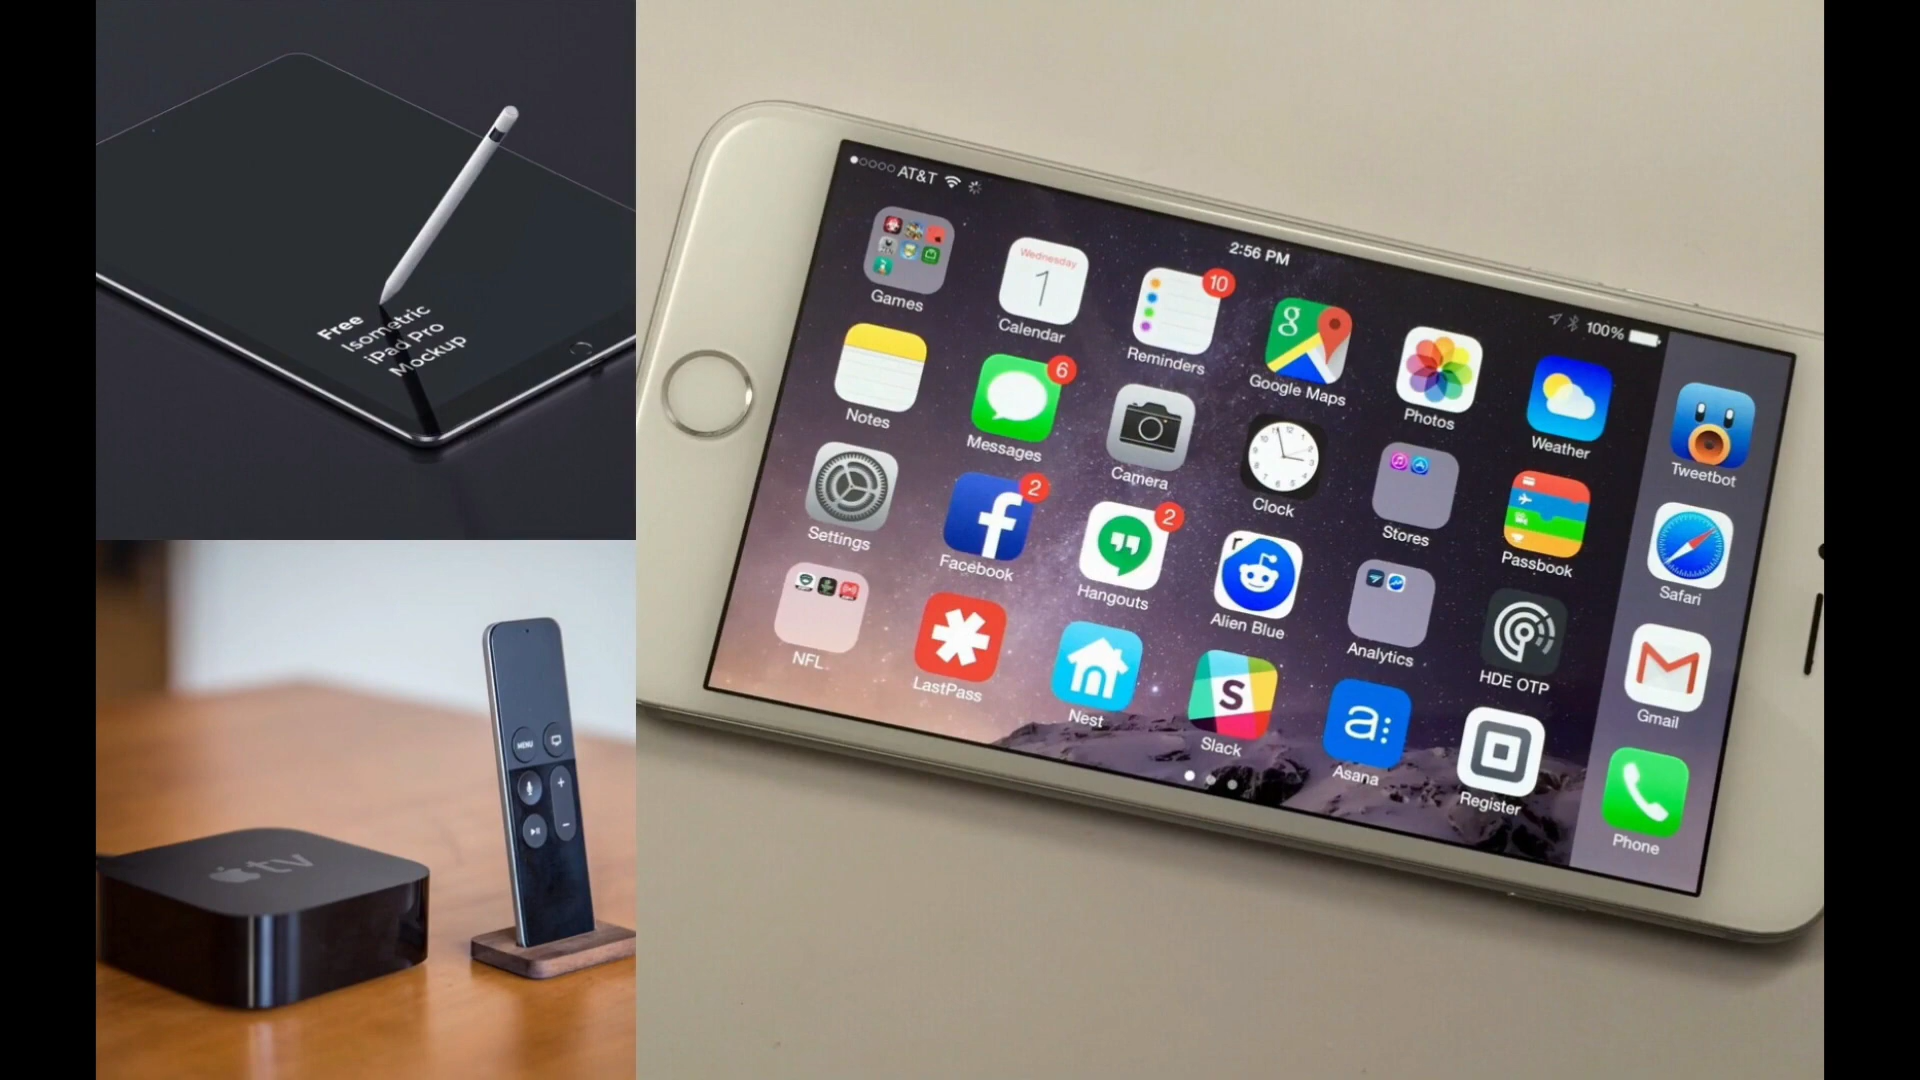 Free
Isometric
iPad Pro
Mockup
tv
MENU
AT&T
2:56 PM
100%
Games
Wednesday
1
Calendar
10
Reminders
Google Maps
Photos
Weather
Tweetbot
Notes
6
Messages
Camera
Clock
Stores
Passbook
Safari
Settings
2
Facebook
2
Hangouts
Alien Blue
Analytics
HDE OTP
Gmail
NFL
LastPass
Nest
S
Slack
a:
Asana
Register
Phone